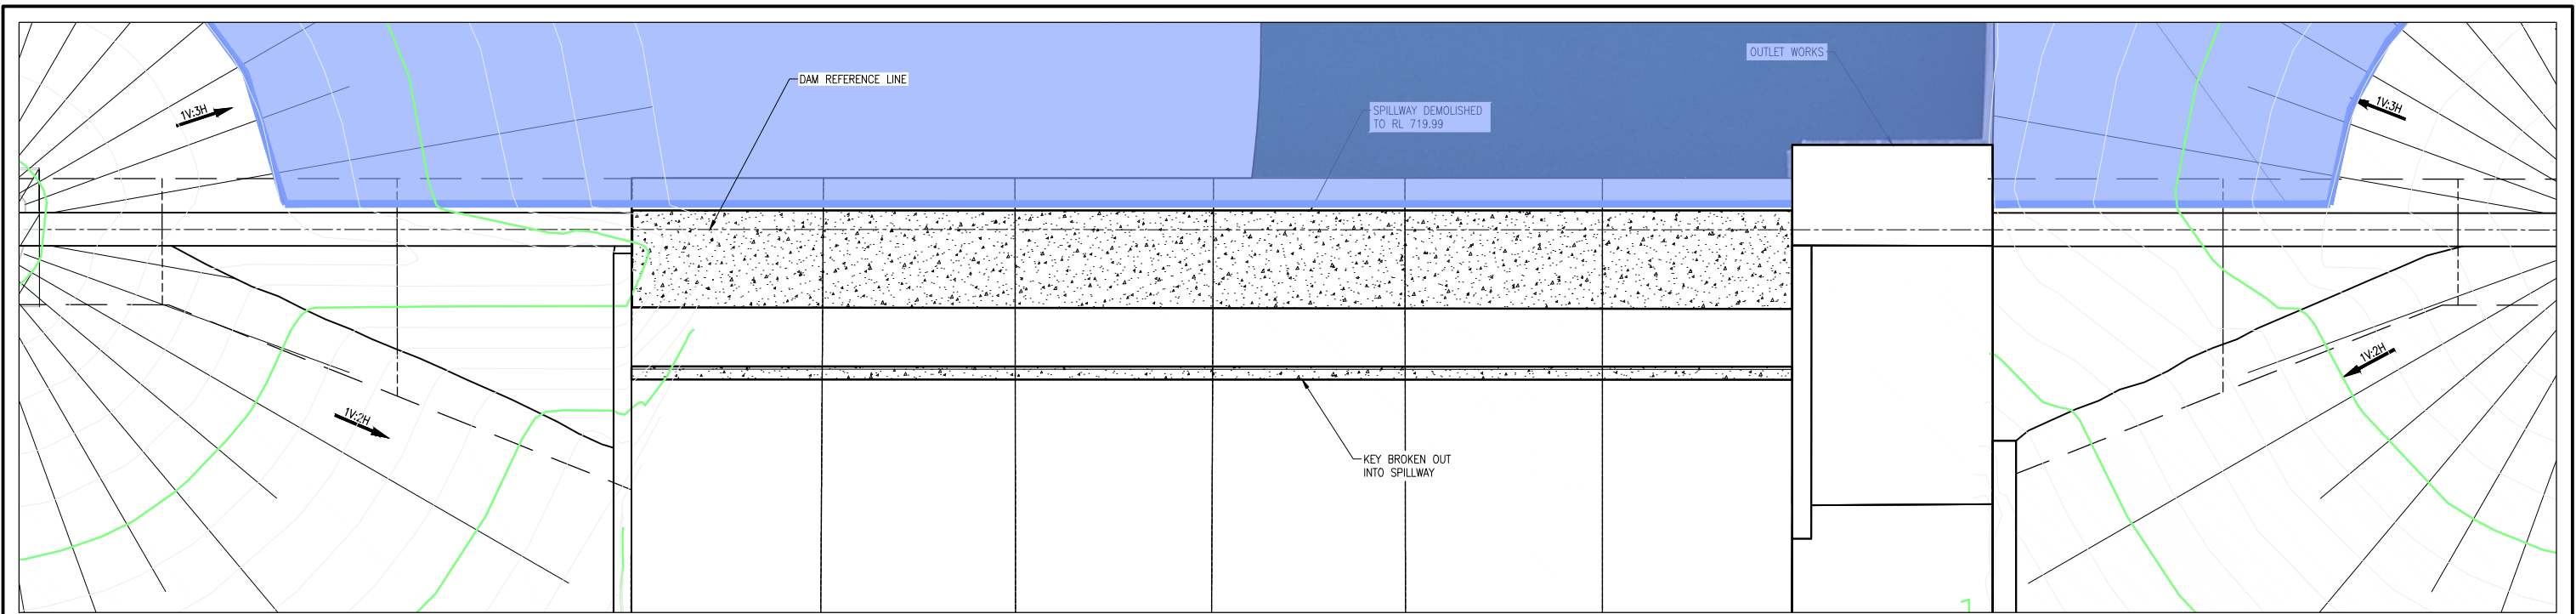 OUTLET WORKS
DAM REFERENCE LINE
1V:3H
1V:3H
SPILLWAY DEMOLISHED
TO RL 719.99
1V:2H
1V:2H
KEY BROKEN OUT
INTO SPILLWAY